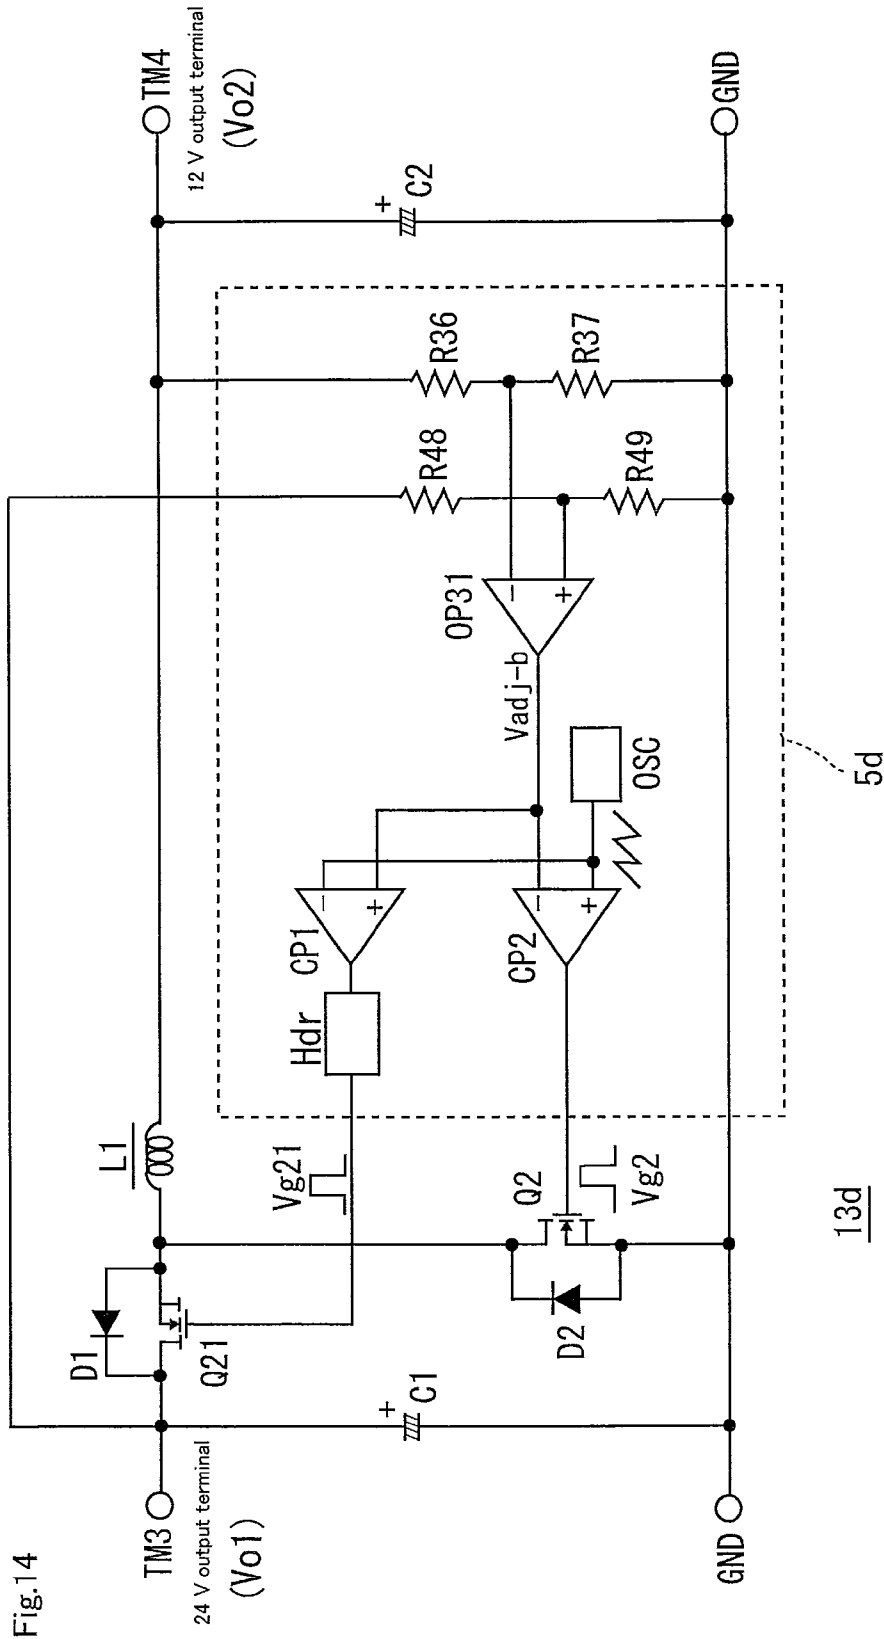 Fig.14
TM3
24 V output terminal
(Vo1)
D1
Q21
L1
TM4
12 V output terminal
(Vo2)
C1
+
Vg21
Hdr
CP1
−
+
R48
R36
C2
+
Q2
D2
Vg2
CP2
−
+
OSC
Vadj-b
OP31
−
+
R49
R37
GND
GND
5d
13d